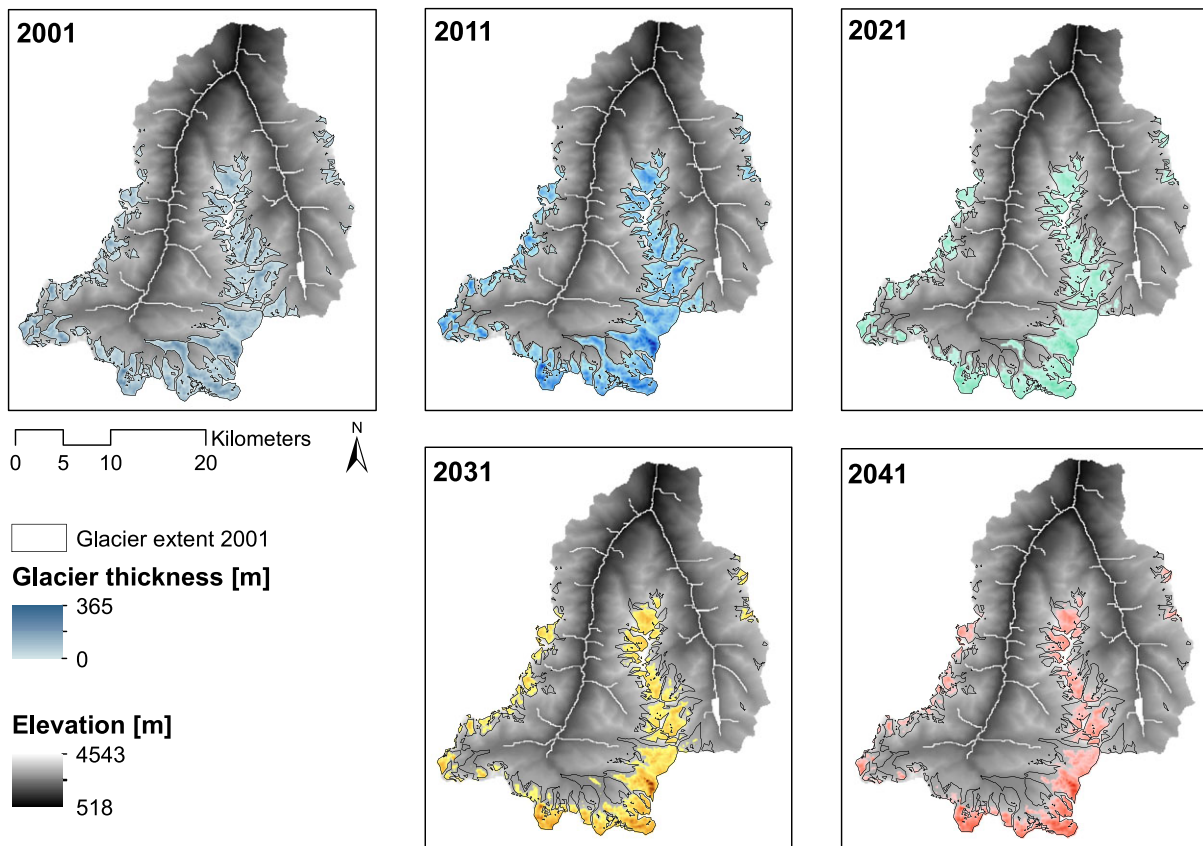 2001
2011
2021
0 5 10 20
Kilometers
N
2031
2041
Glacier extent 2001
Glacier thickness [m]
365
0
Elevation [m]
4543
518